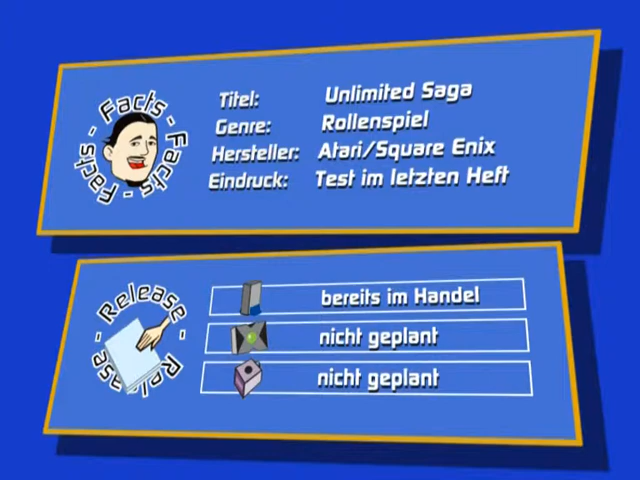 Facts - Facts - Facts -
Titel: Unlimited Saga
Genre: Rollenspiel
Hersteller: Atari/Square Enix
Eindruck: Test im letzten Heft
Release - Release -
bereits im Handel
nicht geplant
nicht geplant